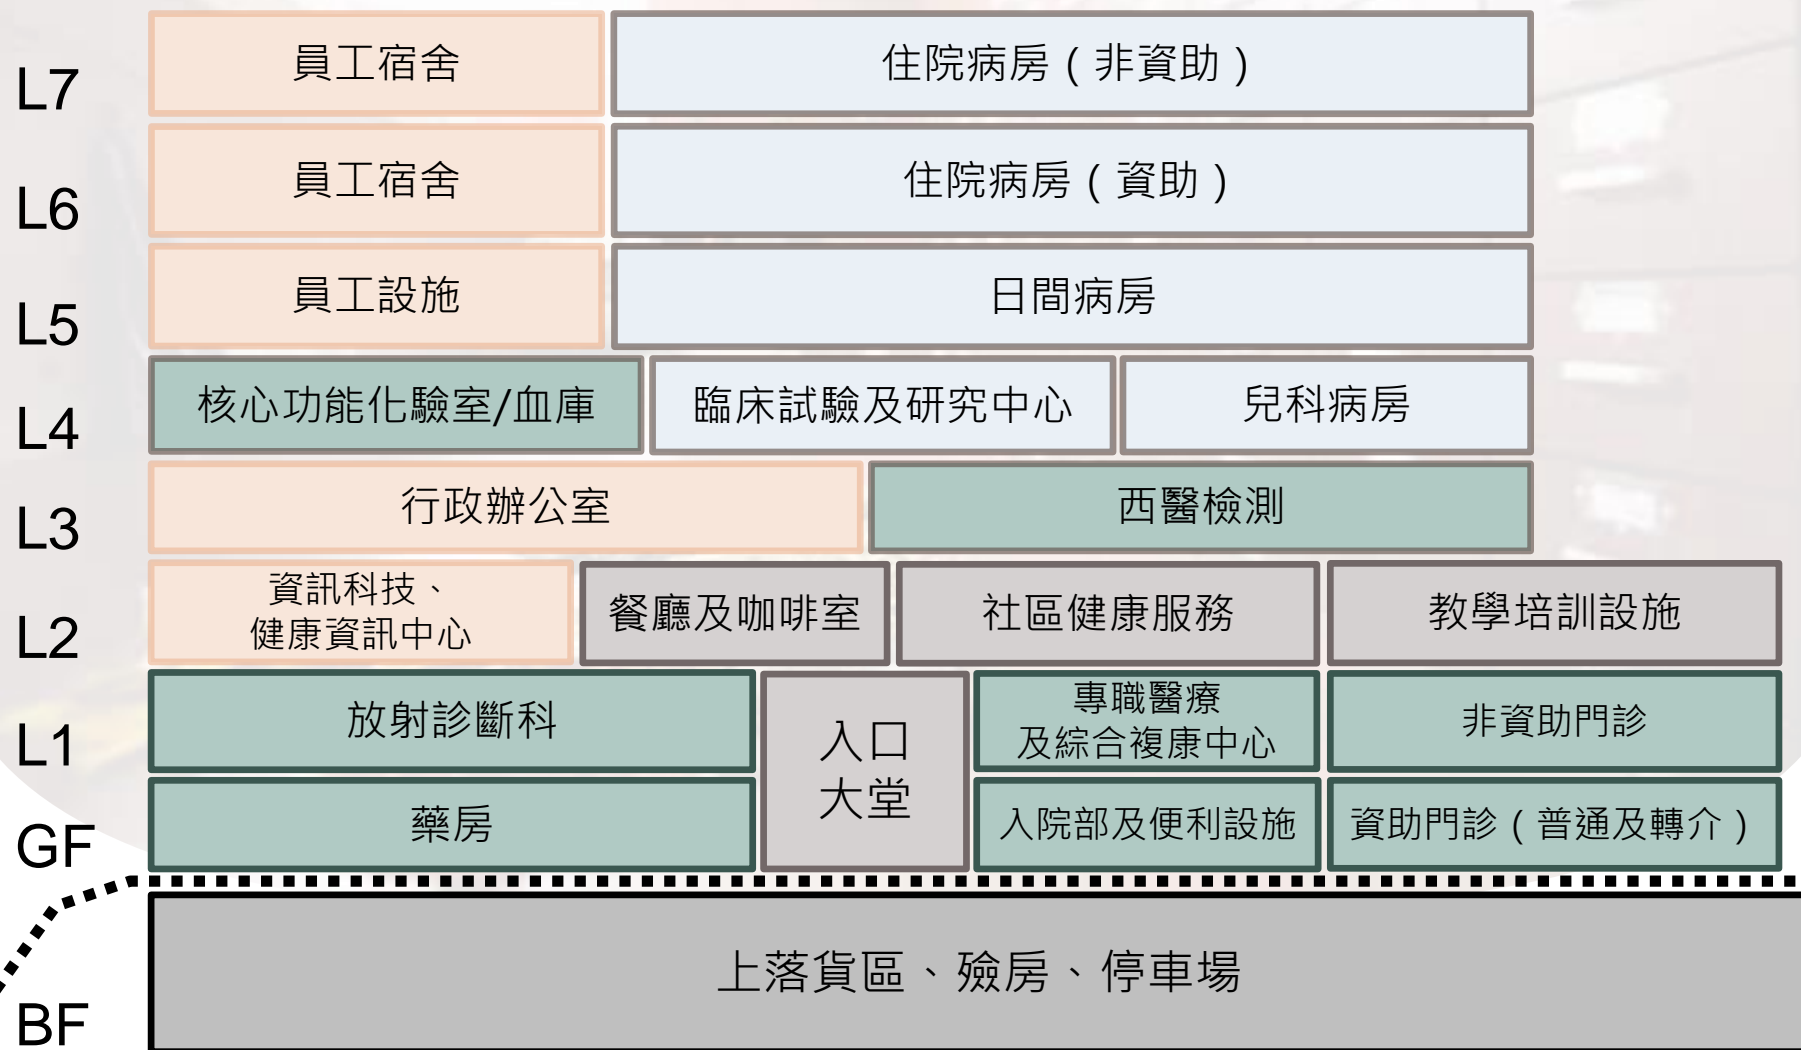 L7
員工宿舍
住院病房（非資助）
L6
員工宿舍
住院病房（資助）
L5
員工設施
日間病房
L4
核心功能化驗室/血庫
臨床試驗及研究中心
兒科病房
L3
行政辦公室
西醫檢測
L2
資訊科技、
健康資訊中心
餐廳及咖啡室
社區健康服務
教學培訓設施
L1
放射診斷科
入口
大堂
專職醫療
及綜合複康中心
非資助門診
GF
藥房
入院部及便利設施
資助門診（普通及轉介）
BF
上落貨區、殮房、停車場